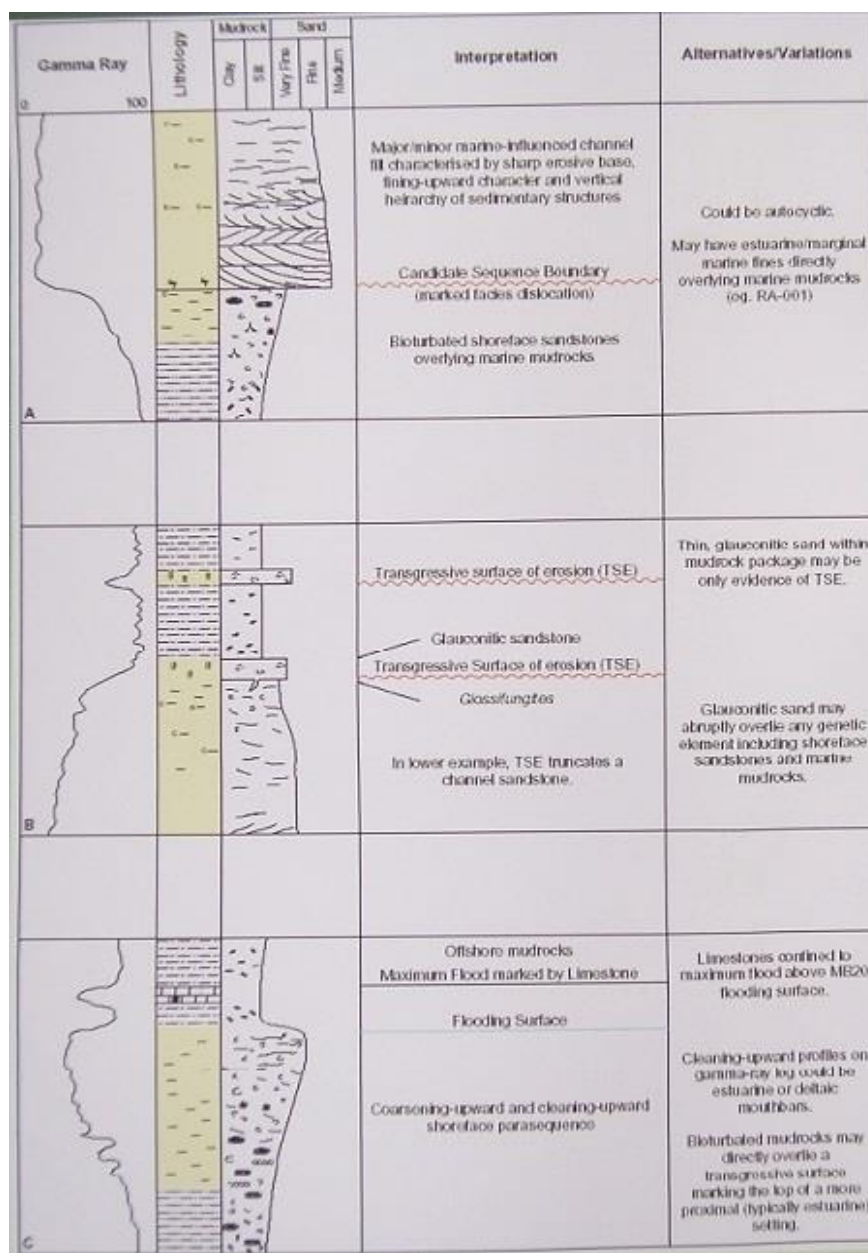 Gamma Ray
0 100
Lithology
Mudrock
Sand
Clay
Silt
Very Fine
Fine
Medium
Interpretation
Alternatives/Variations
Major/minor marine-influenced channel
fill characterised by sharp erosive base,
fining-upward character and vertical
heirarchy of sedimentary structures
Candidate Sequence Boundary
(marked facies dislocation)
Bioturbated shoreface sandstones
overlying marine mudrocks
Could be autocyclic.
May have estuarine/marginal
marine fines directly
overlying marine mudrocks
(eg. RA-001)
A
Transgressive surface of erosion (TSE)
Glauconitic sandstone
Transgressive Surface of erosion (TSE)
Glossifungites
In lower example, TSE truncates a
channel sandstone.
Thin, glauconitic sand within
mudrock package may be
only evidence of TSE.
Glauconitic sand may
abruptly overlie any genetic
element including shoreface
sandstones and marine
mudrocks.
B
Offshore mudrocks
Maximum Flood marked by Limestone
Flooding Surface
Coarsening-upward and cleaning-upward
shoreface parasequence
Limestones confined to
maximum flood above MB20
flooding surface.
Cleaning-upward profiles on
gamma-ray log could be
estuarine or deltaic
mouthbars.
Bioturbated mudrocks may
directly overlie a
transgressive surface
marking the top of a more
proximal (typically estuarine)
setting.
C